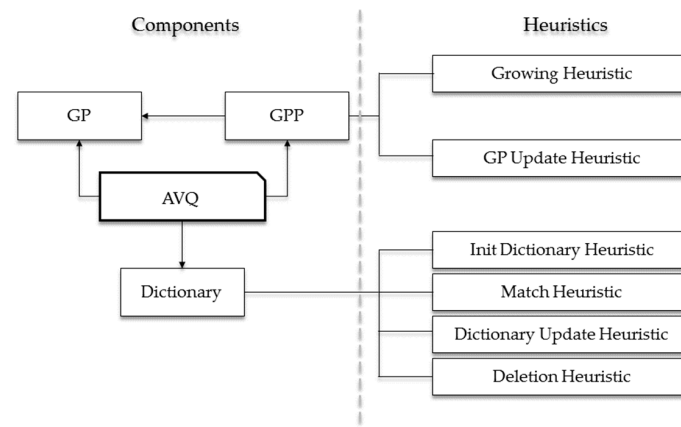 Components
Heuristics
Growing Heuristic
GP
GPP
GP Update Heuristic
AVQ
Init Dictionary Heuristic
Dictionary
Match Heuristic
Dictionary Update Heuristic
Deletion Heuristic